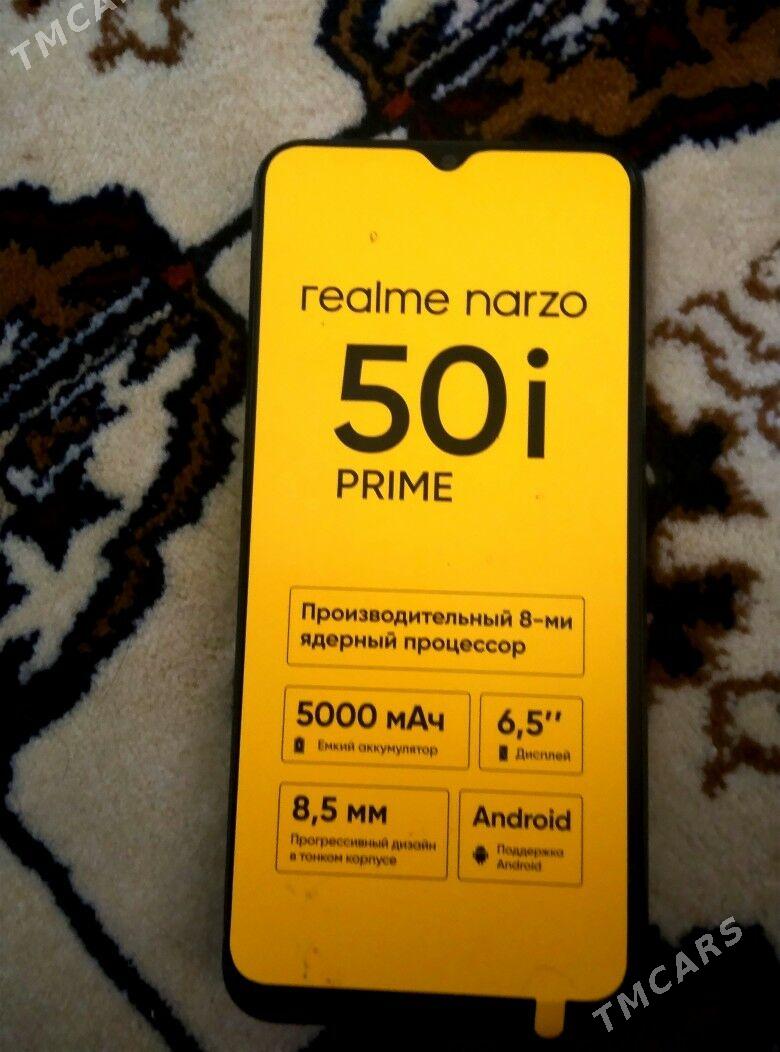 TMCARS
realme narzo
50i
PRIME
Производительный 8-ми
ядерный процессор
5000 мАч
Емкий аккумулятор
6,5’’
Дисплей
8,5 мм
Прогрессивный дизайн
в тонком корпусе
Android
Поддержка
Android
TMCARS